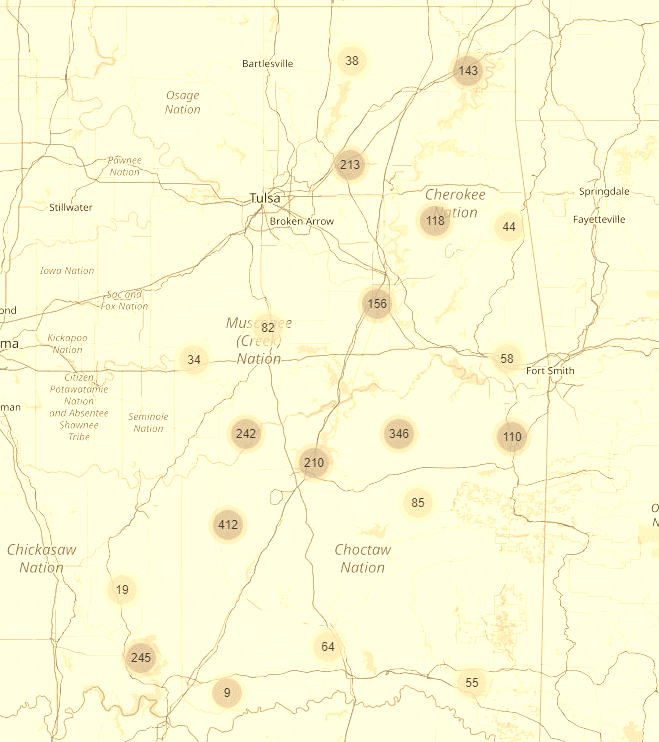 38
Bartlesville
143
Osage
Nation
Pawnee
Nation
213
Cherokee
Nation
Springdale
Tulsa
Stillwater
Broken Arrow
118
44
Fayetteville
Iowa Nation
Sac and
Fox Nation
156
ond
82
Muscogee
(Creek)
Nation
Kickapoo
Nation
ma
34
58
Fort Smith
Citizen
Potawatamie
Nation
and Absentee
Shawnee
Tribe
man
Seminole
Nation
242
346
110
210
85
O
412
Chickasaw
Nation
Choctaw
Nation
19
64
245
55
9